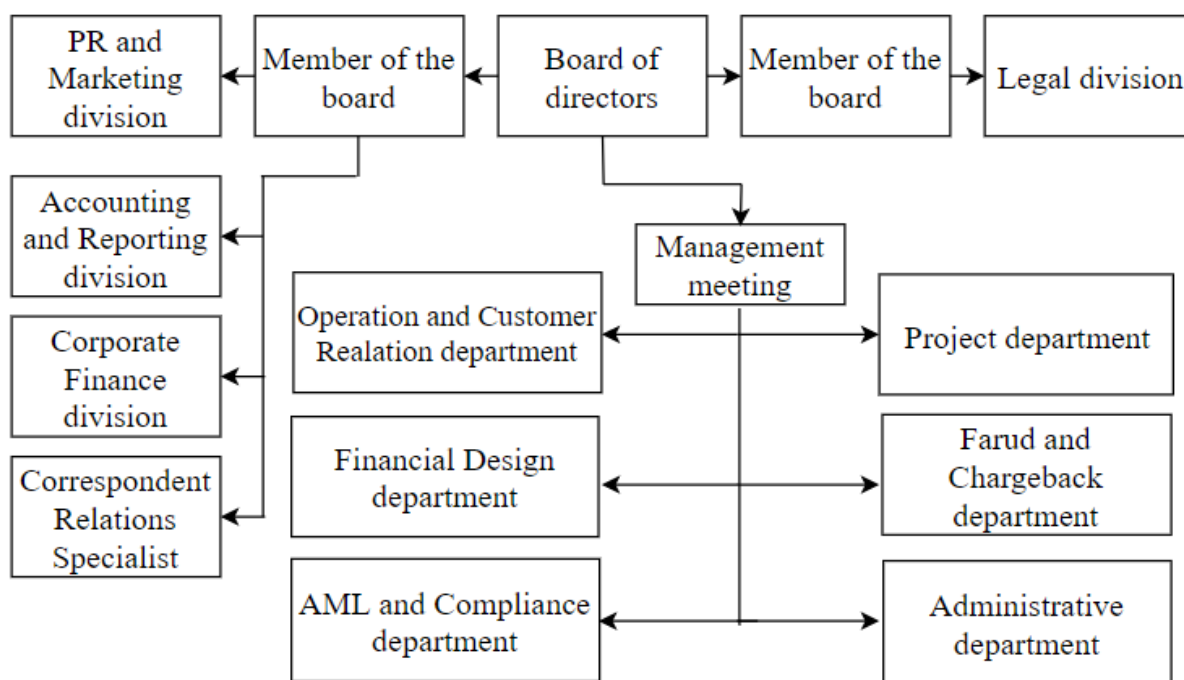 PR and
Marketing
division
Member of the
board
Board of
directors
Member of the
board
Legal division
Accounting
and Reporting
division
Management
meeting
Operation and Customer
Realation department
Project department
Corporate
Finance
division
Financial Design
department
Farud and
Chargeback
department
Correspondent
Relations
Specialist
AML and Compliance
department
Administrative
department